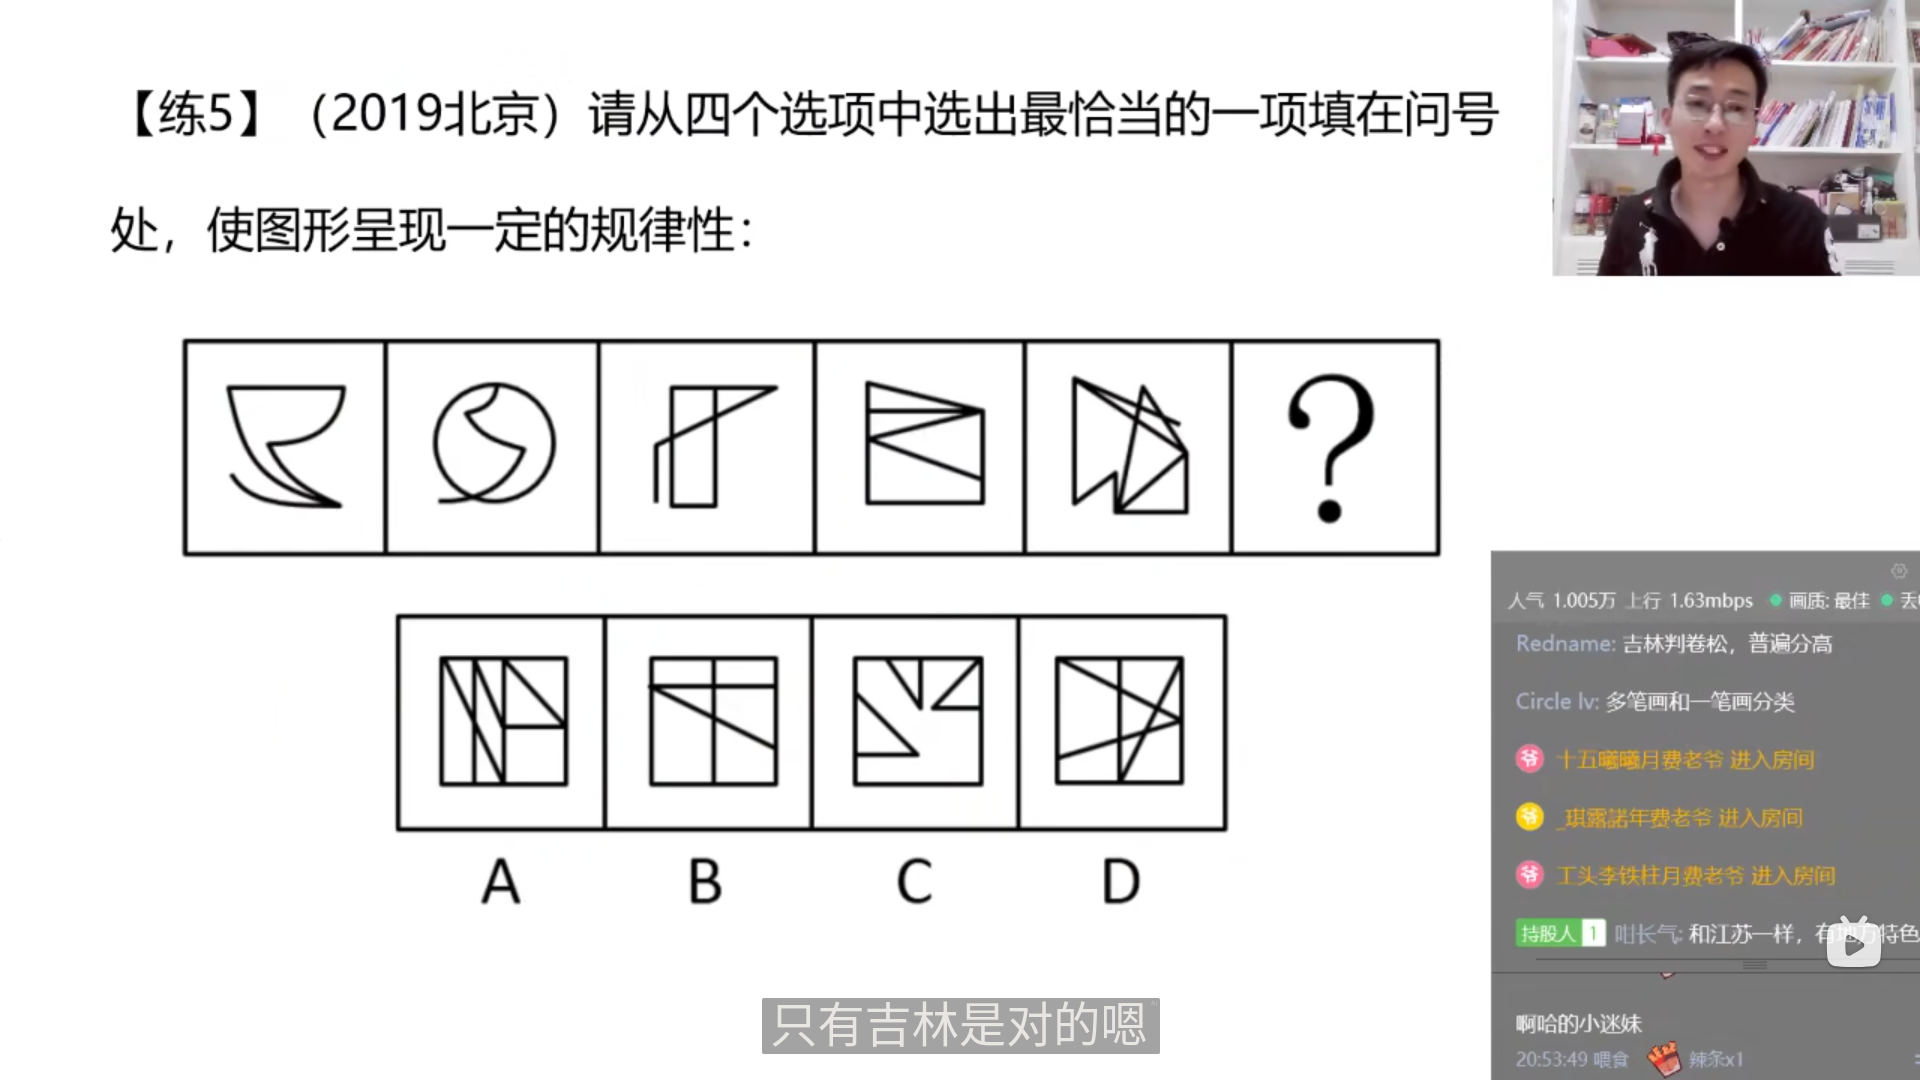 【练5】（2019北京）请从四个选项中选出最恰当的一项填在问号
处，使图形呈现一定的规律性：
?
A B C D
人气 1.005万 上行 1.63mbps 画质: 最佳
Redname: 吉林判卷松，普遍分高
Circle lv: 多笔画和一笔画分类
爷 十五曦曦月费老爷 进入房间
爷 _琪露諾年费老爷 进入房间
爷 工头李铁柱月费老爷 进入房间
持股人 1 咁长气: 和江苏一样，有地方特色
啊哈的小迷妹
20:53:49 喂食 辣条x1
只有吉林是对的嗯